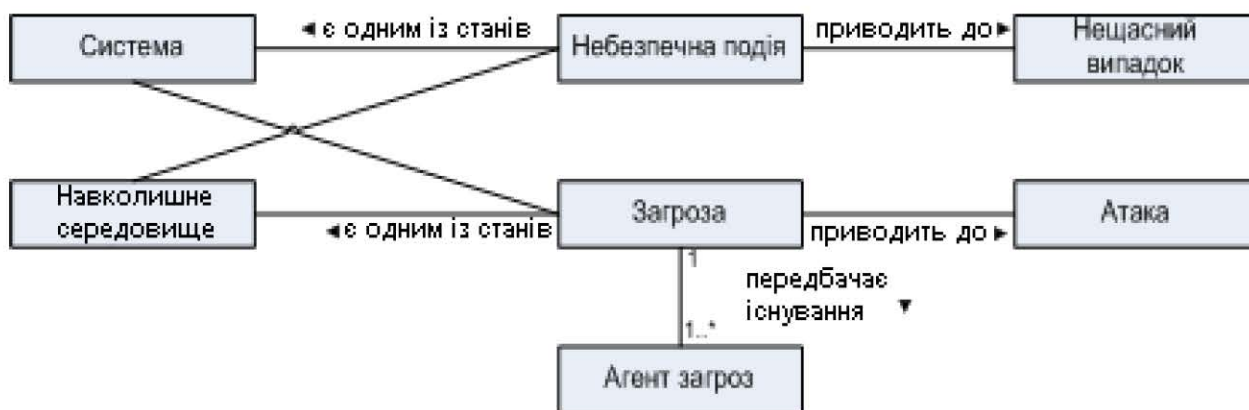 Система
◄ є одним із станів
Небезпечна подія
приводить до ►
Нещасний
випадок
Навколишне
середовище
◄ є одним із станів
Загроза
приводить до ►
Атака
1
передбачає
існування ▼
1..*
Агент загроз